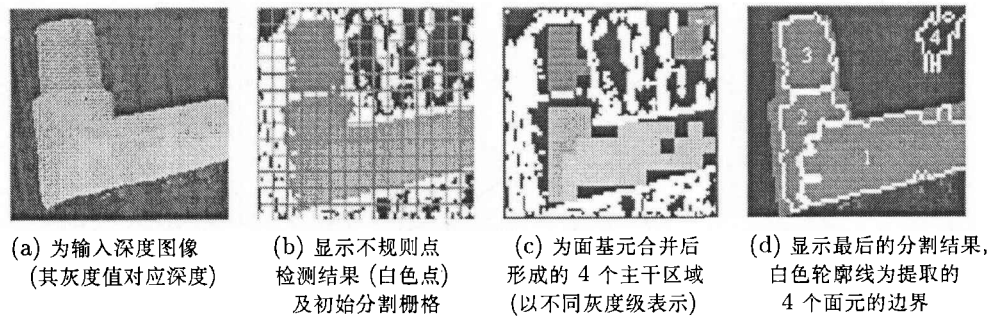 3
4
2
1
(a) 为输入深度图像
(其灰度值对应深度)
(b) 显示不规则点
检测结果 (白色点)
及初始分割栅格
(c) 为面基元合并后
形成的 4 个主干区域
(以不同灰度级表示)
(d) 显示最后的分割结果,
白色轮廓线为提取的
4 个面元的边界